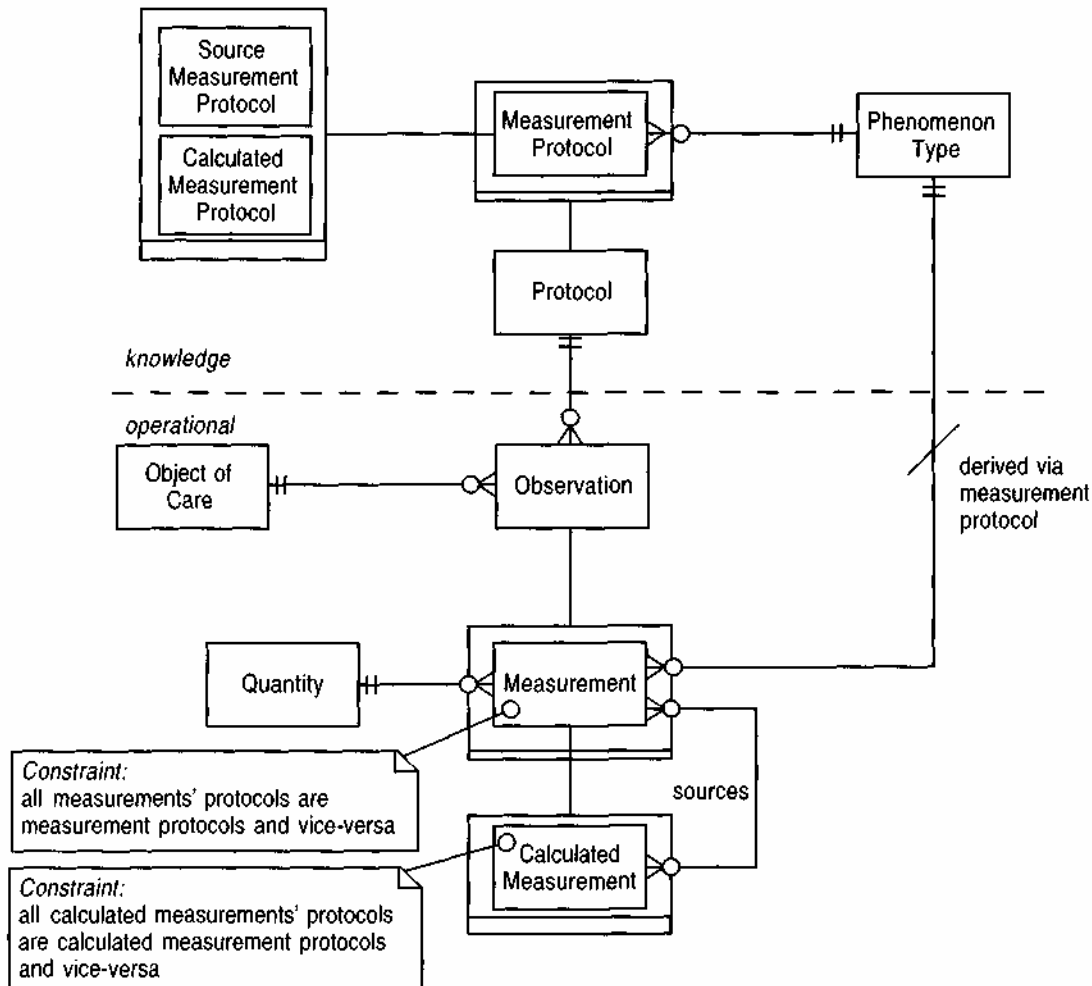 Source
Measurement
Protocol
Calculated
Measurement
Protocol
Measurement
Protocol
Phenomenon
Type
Protocol
knowledge
operational
Object of
Care
Observation
derived via
measurement
protocol
Quantity
Measurement
Constraint:
all measurements' protocols are
measurement protocols and vice-versa
sources
Calculated
Measurement
Constraint:
all calculated measurements' protocols
are calculated measurement protocols
and vice-versa